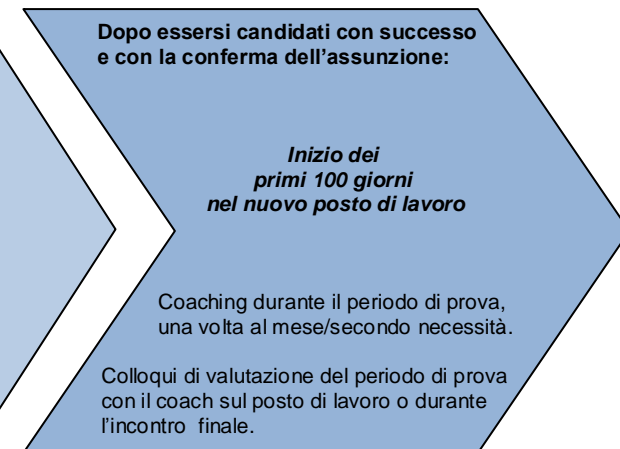 Dopo essersi candidati con successo
e con la conferma dell’assunzione:
Inizio dei
primi 100 giorni
nel nuovo posto di lavoro
Coaching durante il periodo di prova,
una volta al mese/secondo necessità.
Colloqui di valutazione del periodo di prova
con il coach sul posto di lavoro o durante
l’incontro finale.